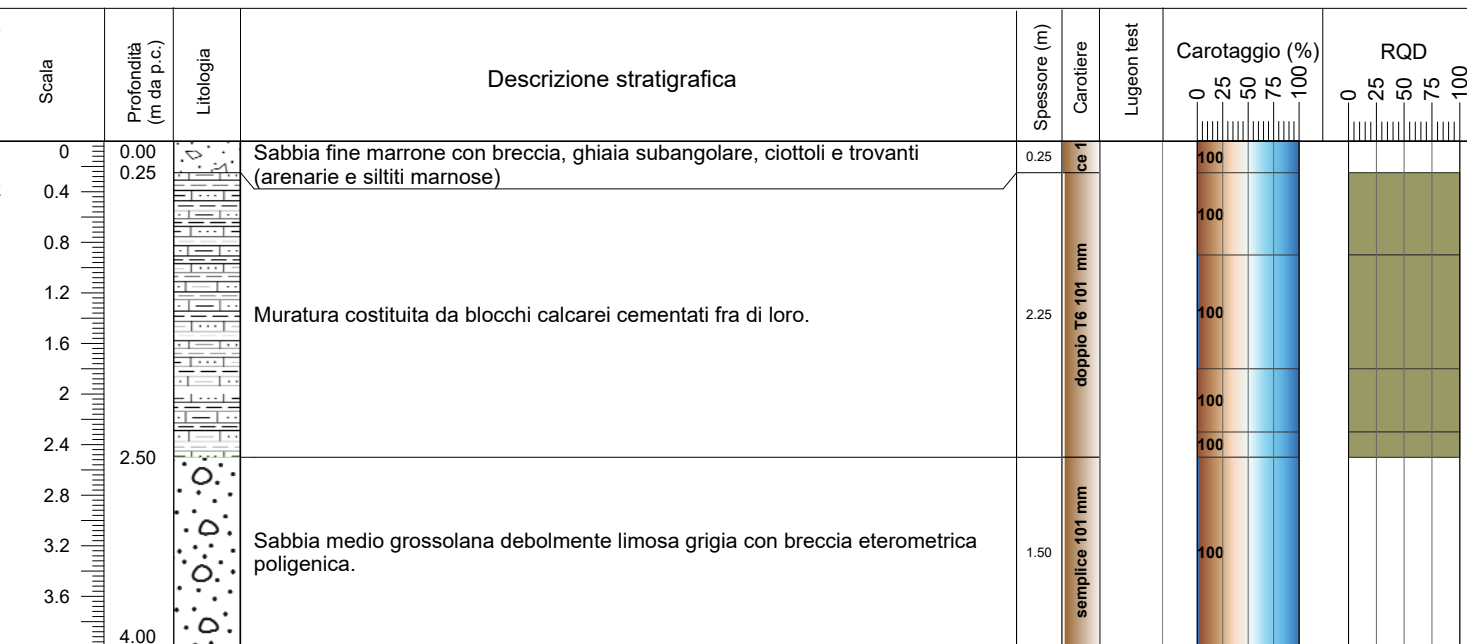 Scala
Profondità
(m da p.c.)
Litologia
Descrizione stratigrafica
Spessore (m)
Carotiere
Lugeon test
Carotaggio (%)
0 25 50 75 100
RQD
0 25 50 75 100
0
0.4
0.8
1.2
1.6
2
2.4
2.8
3.2
3.6
0.00
0.25
2.50
4.00
Sabbia fine marrone con breccia, ghiaia subangolare, ciottoli e trovanti
(arenarie e siltiti marnose)
Muratura costituita da blocchi calcarei cementati fra di loro.
Sabbia medio grossolana debolmente limosa grigia con breccia eterometrica
poligenica.
0.25
2.25
1.50
ce 1
doppio T6 101 mm
semplice 101 mm
100
100
100
100
100
100